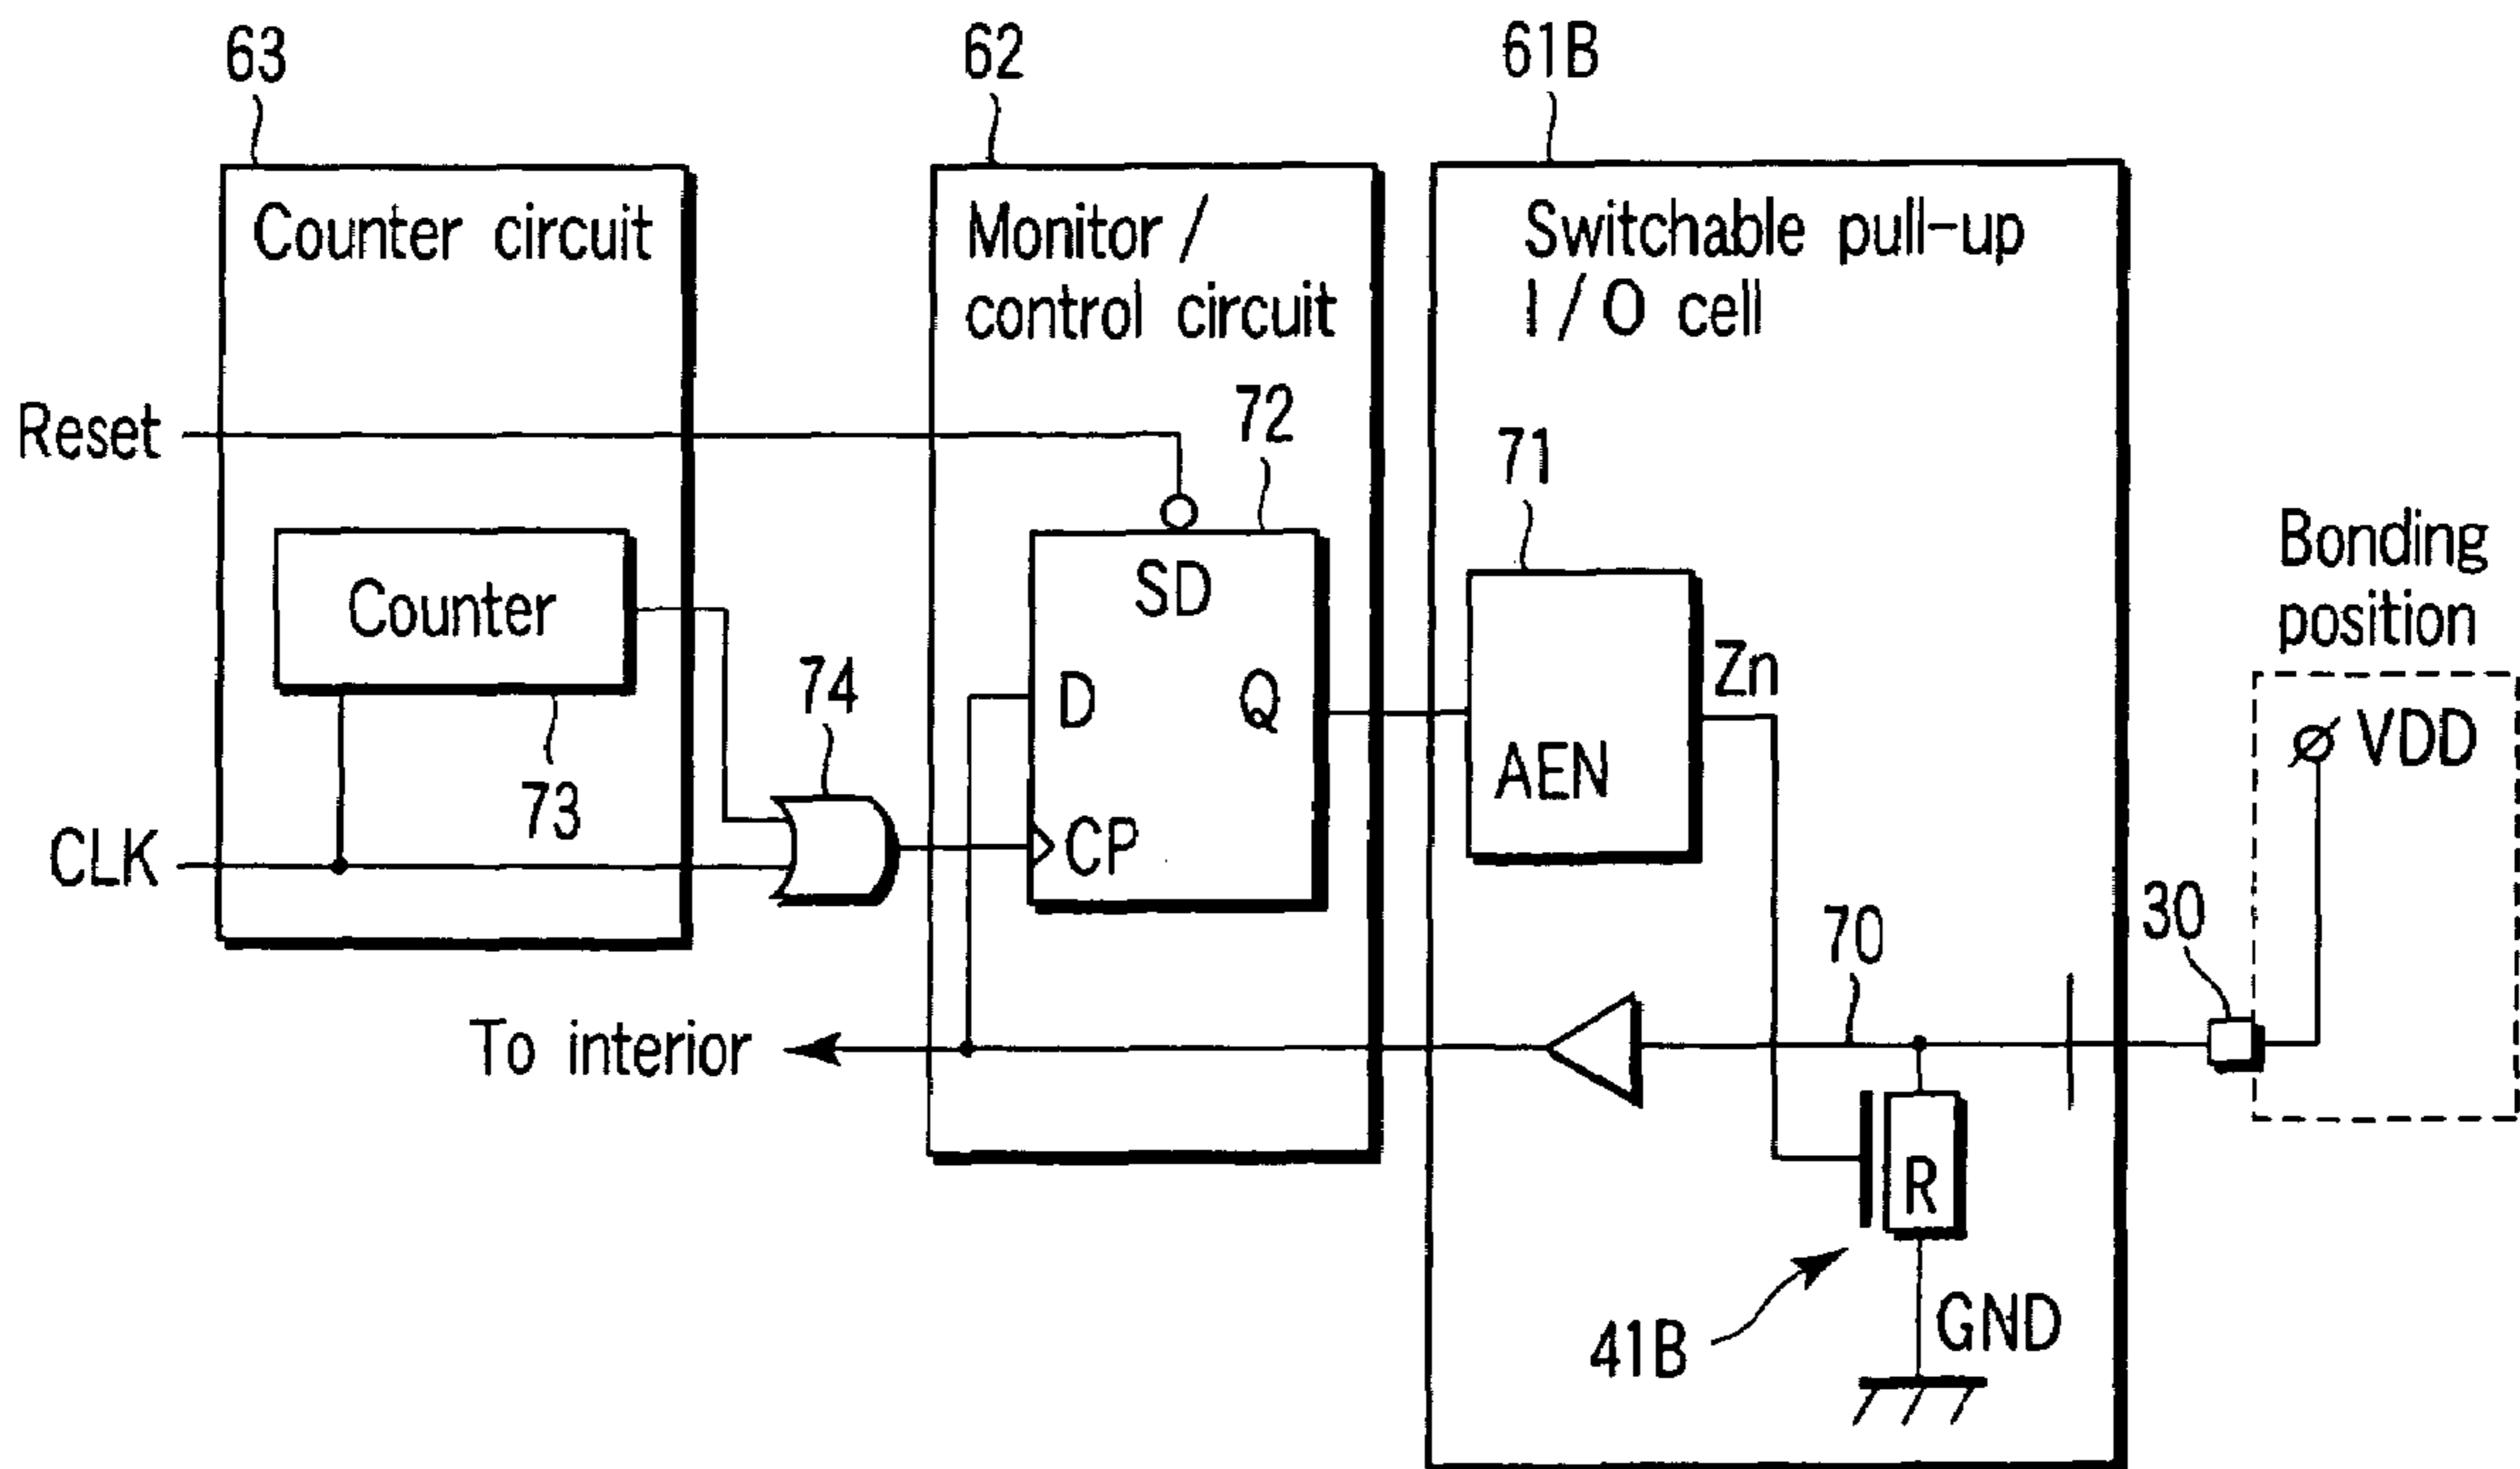 63
62
61B
Counter circuit
Monitor /
control circuit
Switchable pull-up
I / O cell
Reset
72
71
SD
Counter
Bonding
position
74
D
Q
Zn
VDD
73
AEN
CLK
CP
30
70
To interior
R
41B
GND